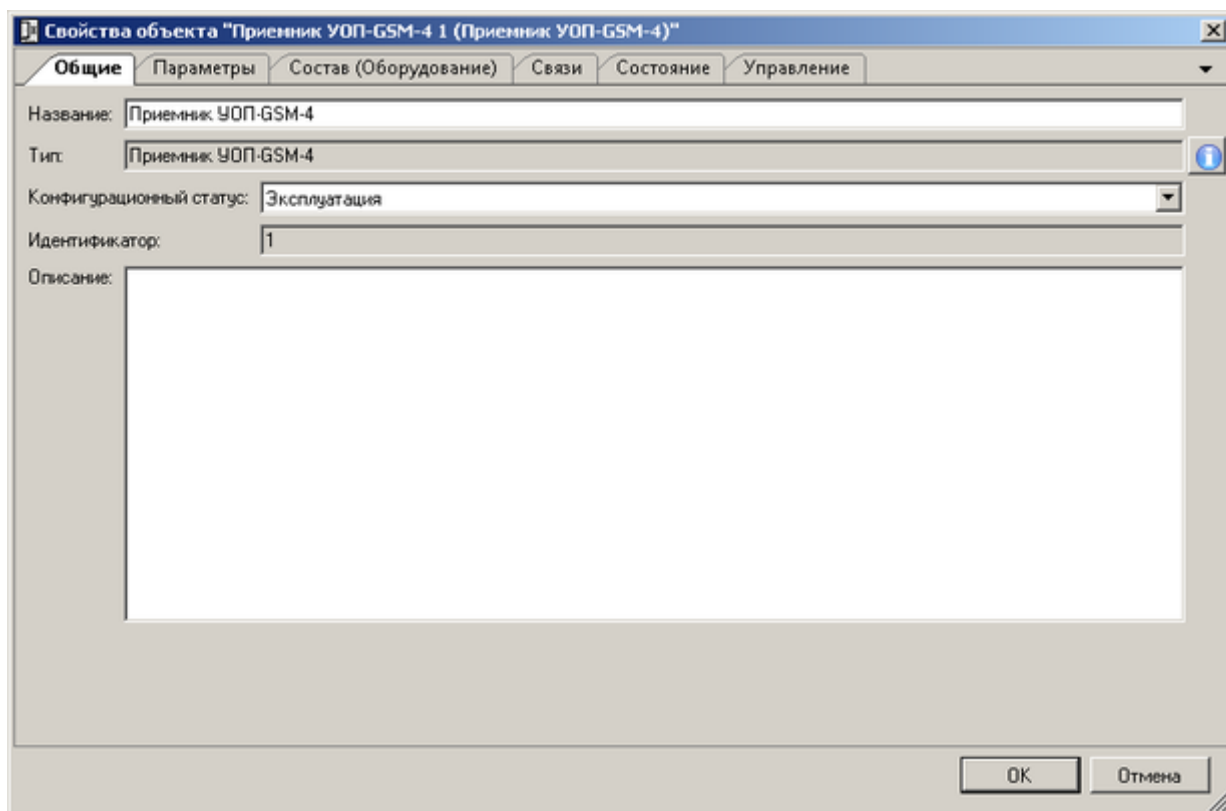 Свойства объекта "Приемник УОП-GSM-4 1 (Приемник УОП-GSM-4)"
Общие Параметры Состав (Оборудование) Связи Состояние Управление
Название: Приемник УОП-GSM-4
Тип: Приемник УОП-GSM-4
Конфигурационный статус: Эксплуатация
Идентификатор: 1
Описание:
OK Отмена